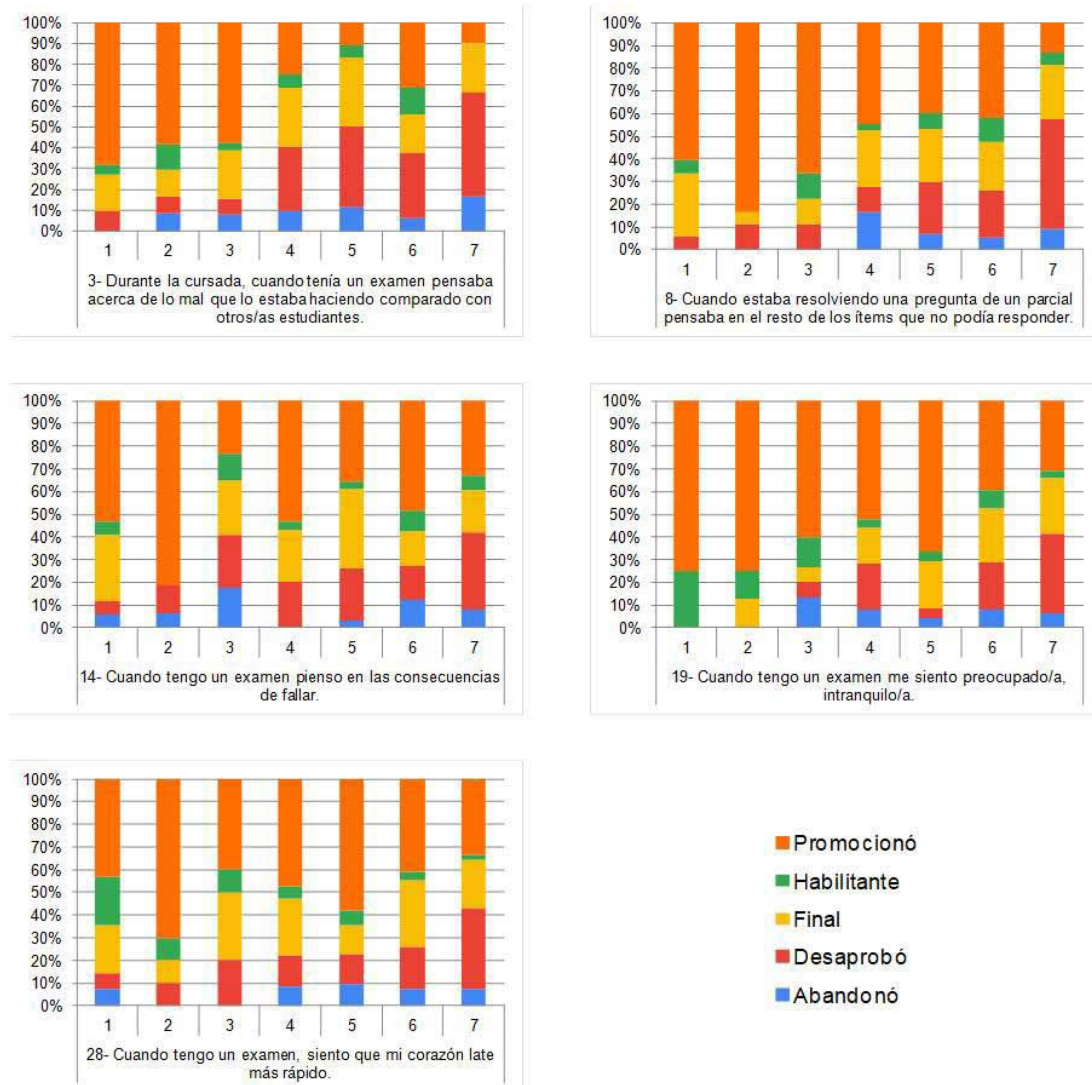 100%
90%
80%
70%
60%
50%
40%
30%
20%
10%
0%
1 2 3 4 5 6 7
3- Durante la cursada, cuando tenía un examen pensaba
acerca de lo mal que lo estaba haciendo comparado con
otros/as estudiantes.
100%
90%
80%
70%
60%
50%
40%
30%
20%
10%
0%
1 2 3 4 5 6 7
8- Cuando estaba resolviendo una pregunta de un parcial
pensaba en el resto de los ítems que no podía responder.
100%
90%
80%
70%
60%
50%
40%
30%
20%
10%
0%
1 2 3 4 5 6 7
14- Cuando tengo un examen pienso en las consecuencias
de fallar.
100%
90%
80%
70%
60%
50%
40%
30%
20%
10%
0%
1 2 3 4 5 6 7
19- Cuando tengo un examen me siento preocupado/a,
intranquilo/a.
100%
90%
80%
70%
60%
50%
40%
30%
20%
10%
0%
1 2 3 4 5 6 7
28- Cuando tengo un examen, siento que mi corazón late
más rápido.
Promocionó
Habilitante
Final
Desaprobó
Abandonó